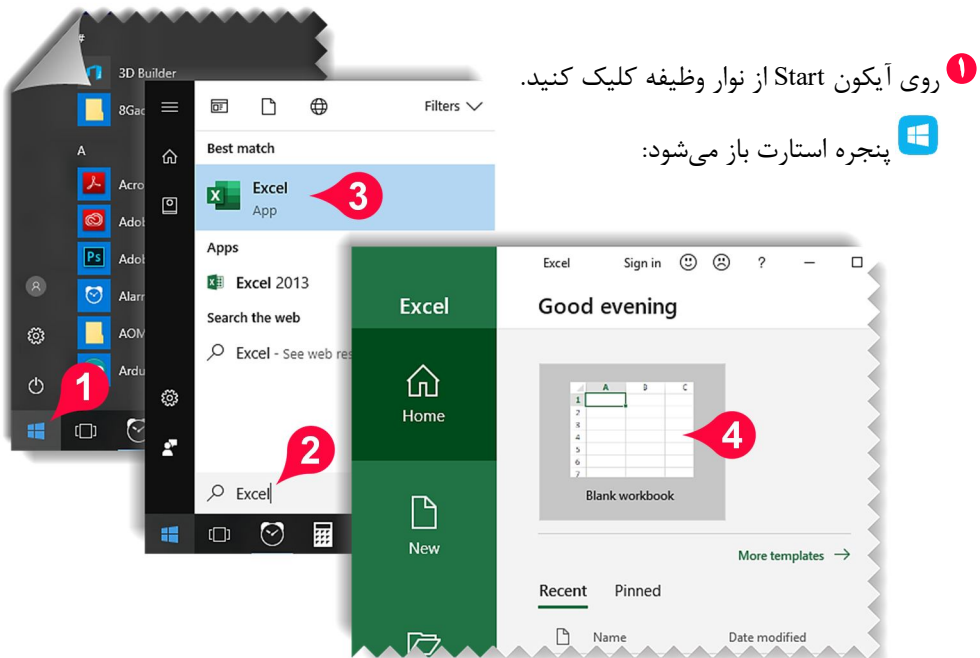 ۱ روی آیکون Start از نوار وظیفه کلیک کنید.
پنجره استارت باز می‌شود:
#
3D Builder
8Gad
A
Acro
Adob
Ps Adob
Alarm
AOM
Ardu
1
Filters
Best match
Excel
App
3
Apps
Excel 2013
Search the web
Excel - See web res
2
Excel
Excel
Home
New
Excel Sign in ?
Good evening
A B C
1
2
3
4
5
6
7
4
Blank workbook
More templates →
Recent Pinned
Name Date modified